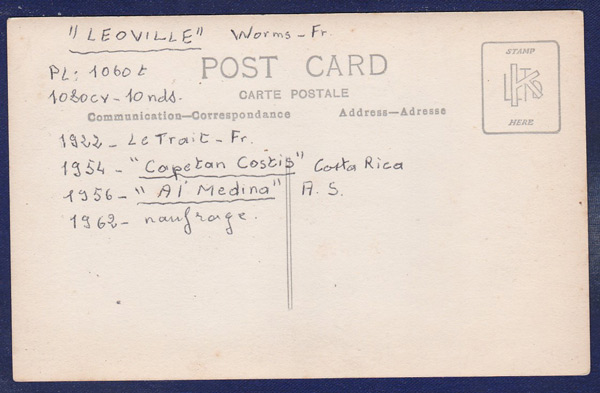 "LEOVILLE" Worms - Fr.
PL: 1060 t
1080cv - 10 nds.
POST CARD
CARTE POSTALE
Communication—Correspondance
Address—Adresse
STAMP
HERE
1922 - Le Trait - Fr.
1954 - "Capetan Costis" Costa Rica
1956 - "Al Medina" A. S.
1962 - naufrage.